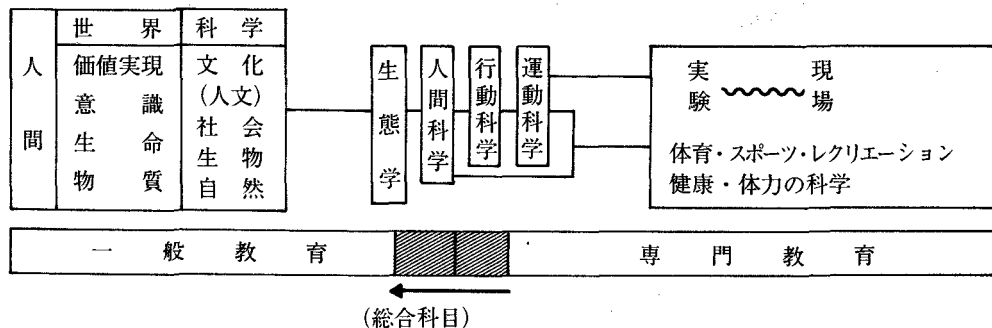 世界 科学
人間
価値実現 文化
(人文)
意識 社会
生命 生物
物質 自然
生態学
人間科学
行動科学
運動科学
実験 現場
体育・スポーツ・レクリエーション
健康・体力の科学
一般教育 専門教育
(総合科目)